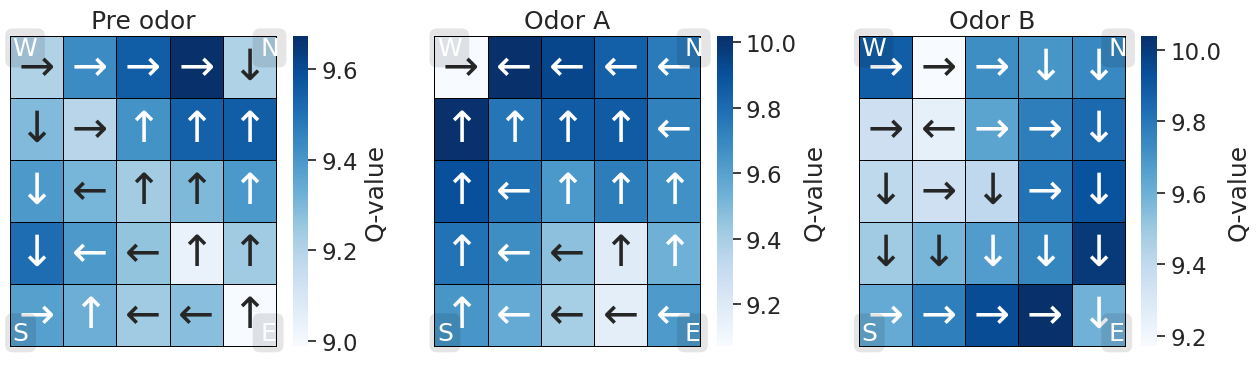 Pre odor
W
N
S
E
9.6
9.4
9.2
9.0
Q-value
Odor A
W
N
S
E
10.0
9.8
9.6
9.4
9.2
Q-value
Odor B
W
N
S
E
10.0
9.8
9.6
9.4
9.2
Q-value